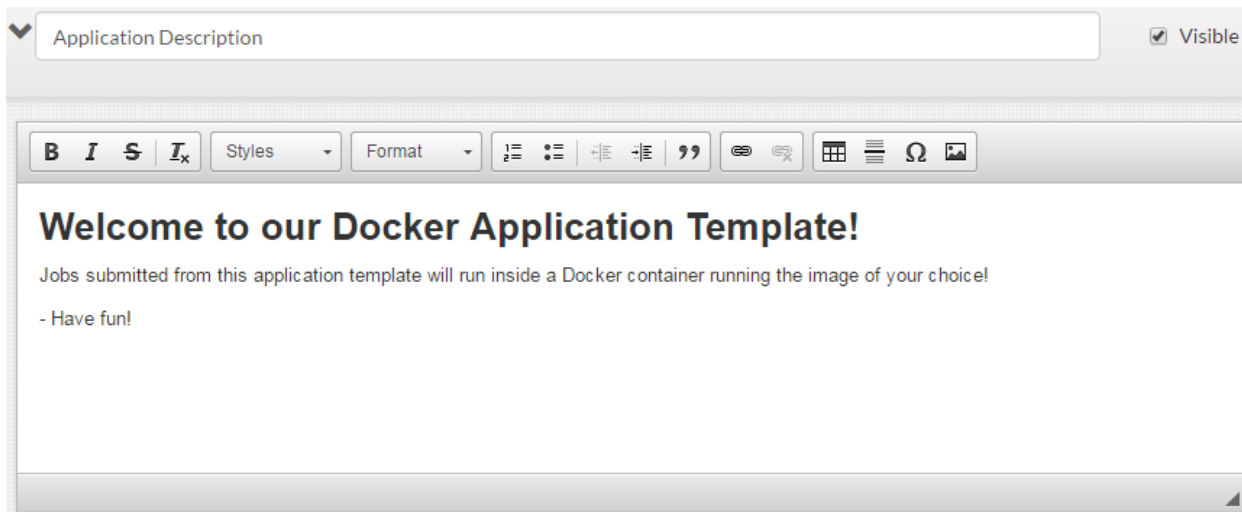 Application Description
Visible
B I S Ix Styles Format Ω
Welcome to our Docker Application Template!
Jobs submitted from this application template will run inside a Docker container running the image of your choice!
- Have fun!